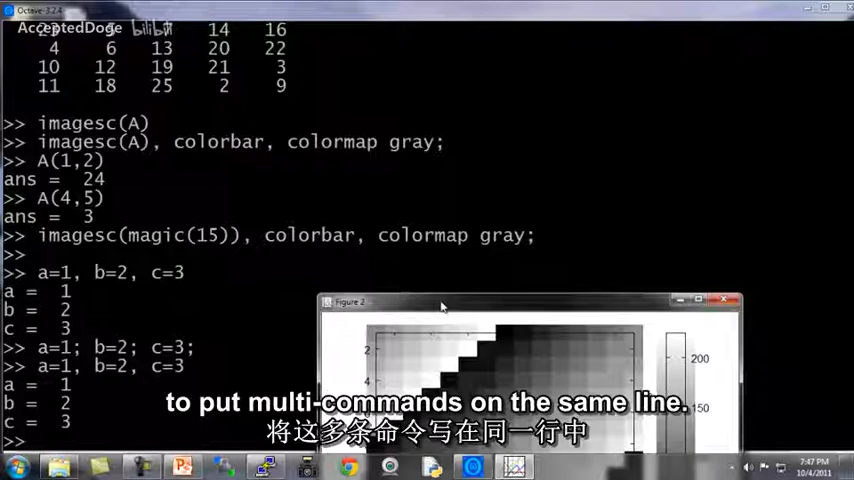 Octave-3.2.4
AcceptedDoge bilibili
14 16
4 6 13 20 22
10 12 19 21 3
11 18 25 2 9
>> imagesc(A)
>> imagesc(A), colorbar, colormap gray;
>> A(1,2)
ans = 24
>> A(4,5)
ans = 3
>> imagesc(magic(15)), colorbar, colormap gray;
>>
>> a=1, b=2, c=3
a = 1
b = 2
c = 3
>> a=1; b=2; c=3;
>> a=1, b=2, c=3
a = 1
b = 2
c = 3
>>
Figure 2
2
4
200
150
to put multi-commands on the same line.
将这多条命令写在同一行中
7:47 PM
10/4/2011